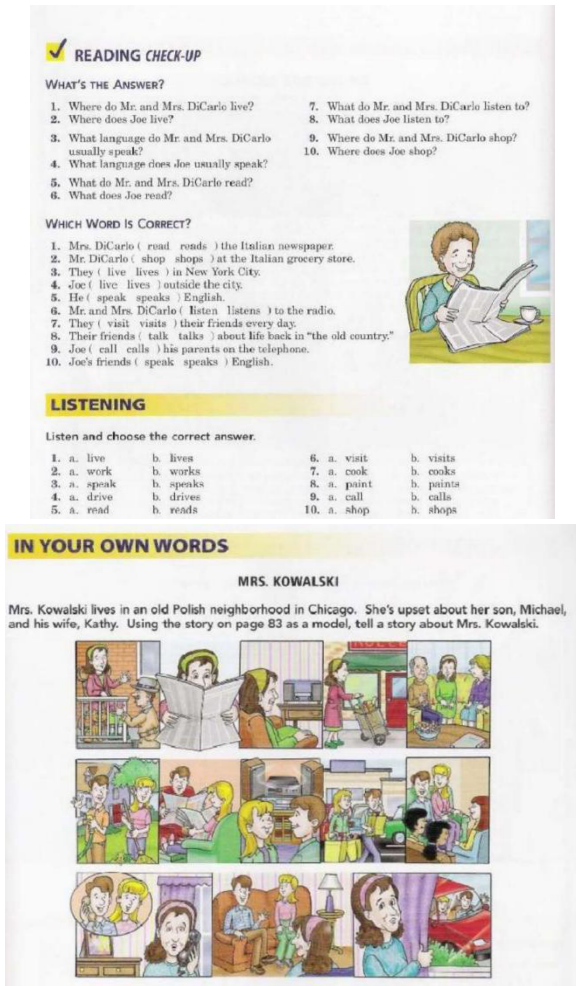 READING CHECK-UP
WHAT'S THE ANSWER?
1. Where do Mr. and Mrs. DiCarlo live?
2. Where does Joe live?
3. What language do Mr. and Mrs. DiCarlo
usually speak?
4. What language does Joe usually speak?
5. What do Mr. and Mrs. DiCarlo read?
6. What does Joe read?
7. What do Mr. and Mrs. DiCarlo listen to?
8. What does Joe listen to?
9. Where do Mr. and Mrs. DiCarlo shop?
10. Where does Joe shop?
WHICH WORD IS CORRECT?
1. Mrs. DiCarlo ( read reads ) the Italian newspaper.
2. Mr. DiCarlo ( shop shops ) at the Italian grocery store.
3. They ( live lives ) in New York City.
4. Joe ( live lives ) outside the city.
5. He ( speak speaks ) English.
6. Mr. and Mrs. DiCarlo ( listen listens ) to the radio.
7. They ( visit visits ) their friends every day.
8. Their friends ( talk talks ) about life back in "the old country."
9. Joe ( call calls ) his parents on the telephone.
10. Joe's friends ( speak speaks ) English.
LISTENING
Listen and choose the correct answer.
1. a. live b. lives
2. a. work b. works
3. a. speak b. speaks
4. a. drive b. drives
5. a. read b. reads
6. a. visit b. visits
7. a. cook b. cooks
8. a. paint b. paints
9. a. call b. calls
10. a. shop b. shops
IN YOUR OWN WORDS
MRS. KOWALSKI
Mrs. Kowalski lives in an old Polish neighborhood in Chicago. She's upset about her son, Michael,
and his wife, Kathy. Using the story on page 83 as a model, tell a story about Mrs. Kowalski.